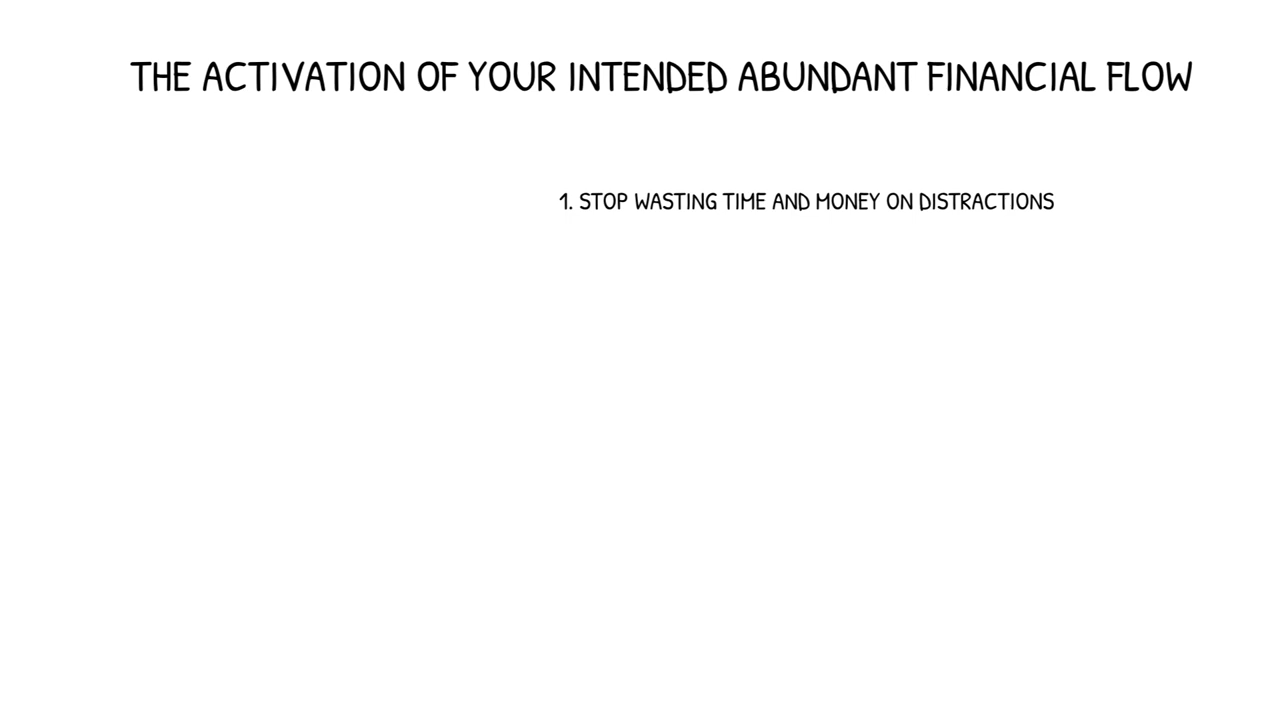 THE ACTIVATION OF YOUR INTENDED ABUNDANT FINANCIAL FLOW
1. STOP WASTING TIME AND MONEY ON DISTRACTIONS